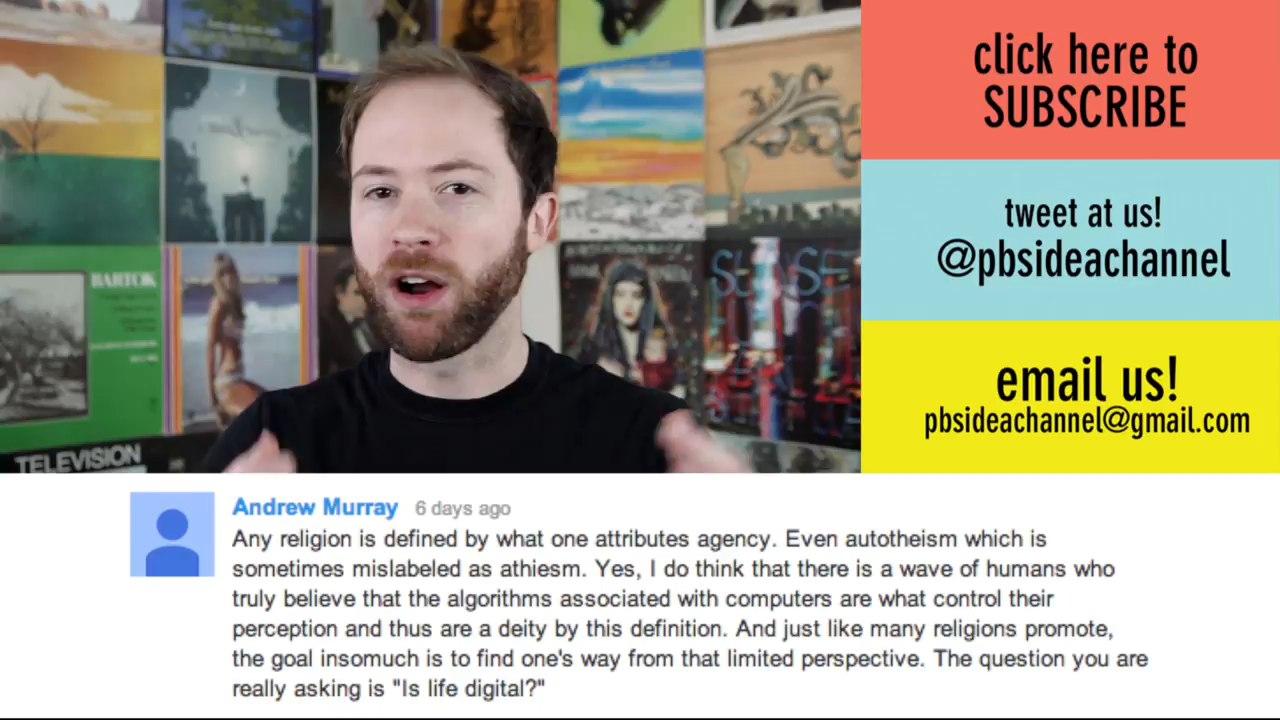 click here to
SUBSCRIBE
tweet at us!
@pbsideachannel
email us!
pbsideachannel@gmail.com
BARTOK
TELEVISION
Andrew Murray 6 days ago
Any religion is defined by what one attributes agency. Even autotheism which is
sometimes mislabeled as athiesm. Yes, I do think that there is a wave of humans who
truly believe that the algorithms associated with computers are what control their
perception and thus are a deity by this definition. And just like many religions promote,
the goal insomuch is to find one's way from that limited perspective. The question you are
really asking is "Is life digital?"